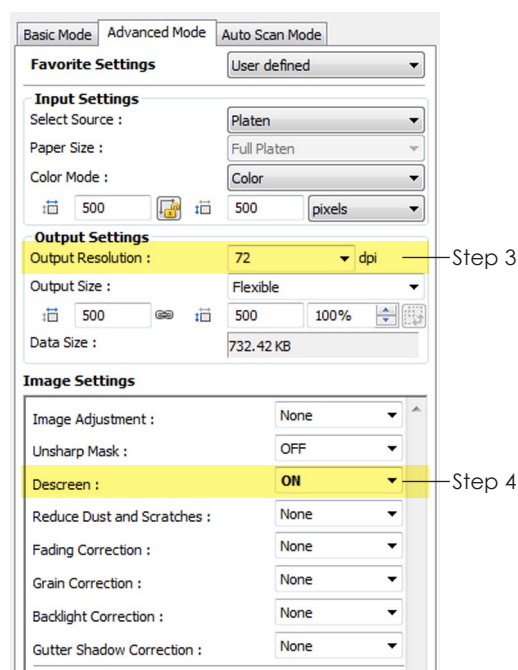 Basic Mode Advanced Mode Auto Scan Mode
Favorite Settings User defined
Input Settings
Select Source : Platen
Paper Size : Full Platen
Color Mode : Color
500 500 pixels
Output Settings
Output Resolution : 72 dpi Step 3
Output Size : Flexible
500 500 100%
Data Size : 732.42 KB
Image Settings
Image Adjustment : None
Unsharp Mask : OFF
Descreen : ON Step 4
Reduce Dust and Scratches : None
Fading Correction : None
Grain Correction : None
Backlight Correction : None
Gutter Shadow Correction : None